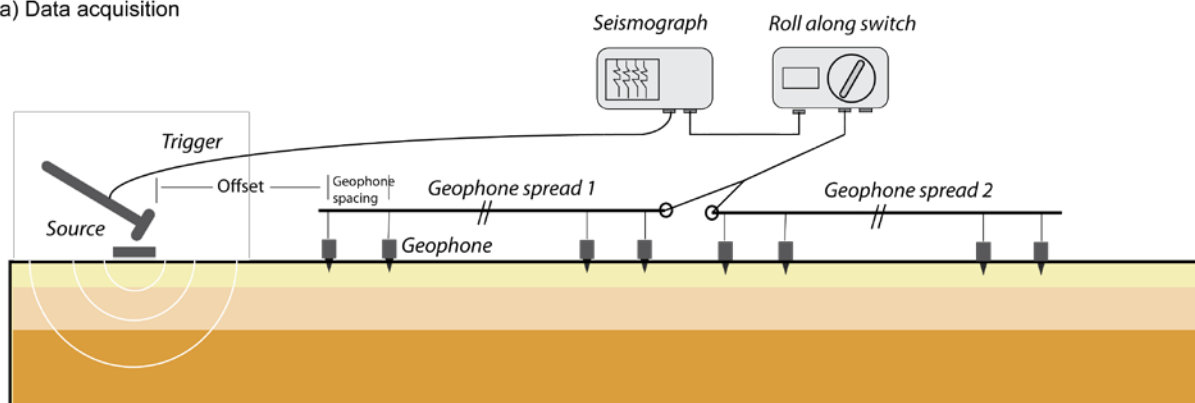 a) Data acquisition
Seismograph
Roll along switch
Trigger
Offset
Geophone
spacing
Geophone spread 1
Geophone spread 2
Source
Geophone